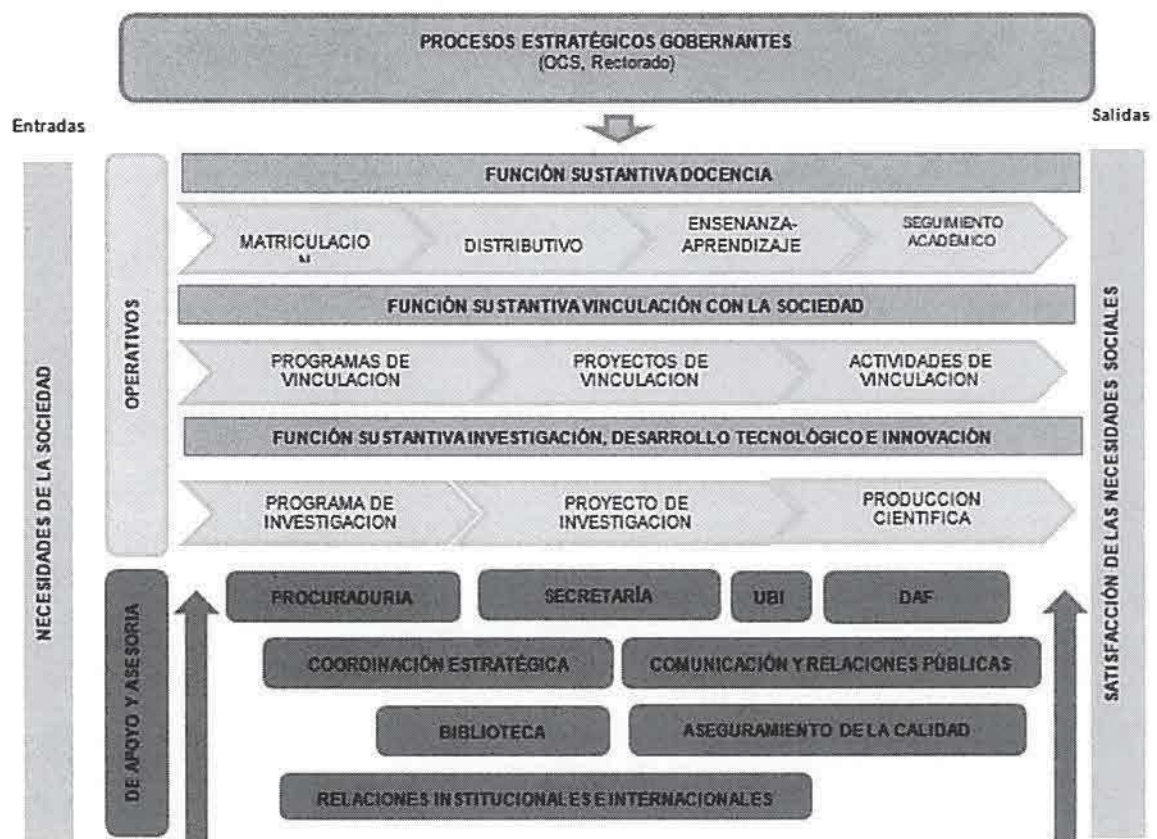 PROCESOS ESTRATÉGICOS GOBERNANTES
(OCS, Rectorado)
Entradas
Salidas
NECESIDADES DE LA SOCIEDAD
OPERATIVOS
FUNCIÓN SUSTANTIVA DOCENCIA
MATRICULACIO
N
DISTRIBUTIVO
ENSENANZA-
APRENDIZAJE
SEGUIMIENTO
ACADÉMICO
FUNCIÓN SUSTANTIVA VINCULACIÓN CON LA SOCIEDAD
PROGRAMAS DE
VINCULACION
PROYECTOS DE
VINCULACION
ACTIVIDADES DE
VINCULACION
FUNCIÓN SUSTANTIVA INVESTIGACIÓN, DESARROLLO TECNOLÓGICO E INNOVACIÓN
PROGRAMA DE
INVESTIGACION
PROYECTO DE
INVESTIGACION
PRODUCCION
CIENTIFICA
SATISFACCIÓN DE LAS NECESIDADES SOCIALES
DE APOYO Y ASESORIA
PROCURADURIA
SECRETARÍA
UBI
DAF
COORDINACIÓN ESTRATÉGICA
COMUNICACIÓN Y RELACIONES PÚBLICAS
BIBLIOTECA
ASEGURAMIENTO DE LA CALIDAD
RELACIONES INSTITUCIONALES E INTERNACIONALES